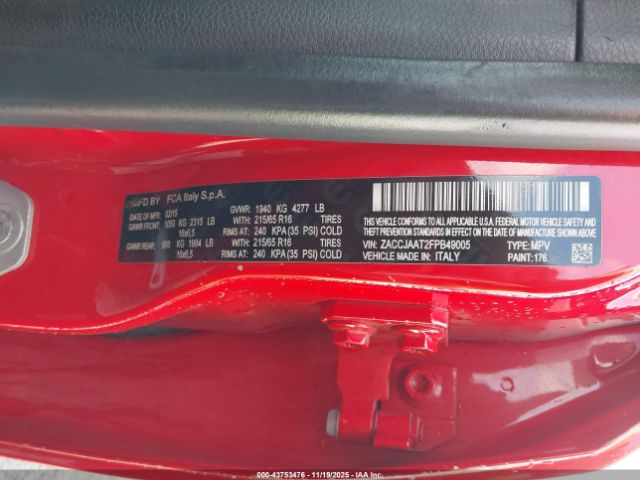 MFD BY FCA Italy S.p.A.
DATE OF MFR: 02/15 GVWR: 1940 KG 4277 LB
GAWR FRONT: 1050 KG 2315 LB WITH: 215/65 R16 TIRES
16x6,5 RIMS AT: 240 KPA (35 PSI) COLD
GAWR REAR: 900 KG 1984 LB WITH: 215/65 R16 TIRES
16x6,5 RIMS AT: 240 KPA (35 PSI) COLD
THIS VEHICLE CONFORMS TO ALL APPLICABLE U.S.A. FEDERAL MOTOR VEHICLE
SAFETY, BUMPER AND THEFT PREVENTION STANDARDS IN
EFFECT ON THE DATE OF MANUFACTURE SHOWN ABOVE
VIN: ZACCJAAT2FPB49005 TYPE: MPV
VEHICLE MADE IN: ITALY PAINT: 176
000-43753476 11/19/2025 COPYRIGHT IAA, LLC.